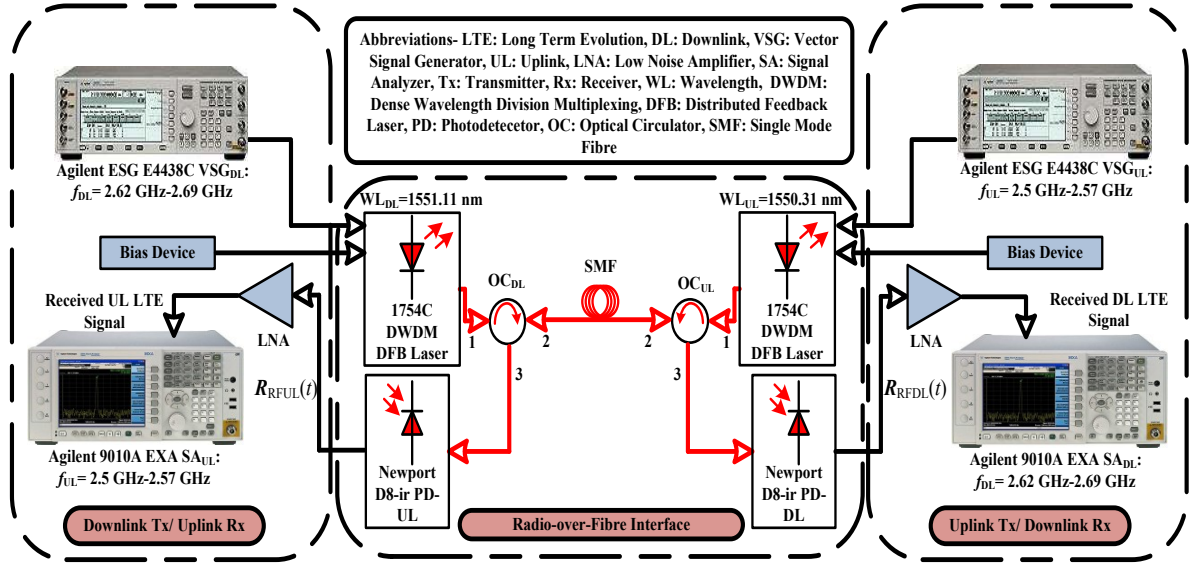 Abbreviations- LTE: Long Term Evolution, DL: Downlink, VSG: Vector
Signal Generator, UL: Uplink, LNA: Low Noise Amplifier, SA: Signal
Analyzer, Tx: Transmitter, Rx: Receiver, WL: Wavelength, DWDM:
Dense Wavelength Division Multiplexing, DFB: Distributed Feedback
Laser, PD: Photodetecetor, OC: Optical Circulator, SMF: Single Mode
Fibre
Agilent ESG E4438C VSGDL:
fDL= 2.62 GHz-2.69 GHz
Bias Device
Received UL LTE
Signal
LNA
RRFUL(t)
EXA
Agilent 9010A EXA SAUL:
fUL= 2.5 GHz-2.57 GHz
Downlink Tx/ Uplink Rx
WLDL=1551.11 nm
1754C
DWDM
DFB Laser
OCDL
1
2
3
Newport
D8-ir PD-
UL
SMF
WLUL=1550.31 nm
1754C
DWDM
DFB Laser
OCUL
1
2
3
Newport
D8-ir PD-
DL
Radio-over-Fibre Interface
Agilent ESG E4438C VSGUL:
fUL= 2.5 GHz-2.57 GHz
Bias Device
Received DL LTE
Signal
LNA
RRFDL(t)
EXA
Agilent 9010A EXA SADL:
fDL= 2.62 GHz-2.69 GHz
Uplink Tx/ Downlink Rx